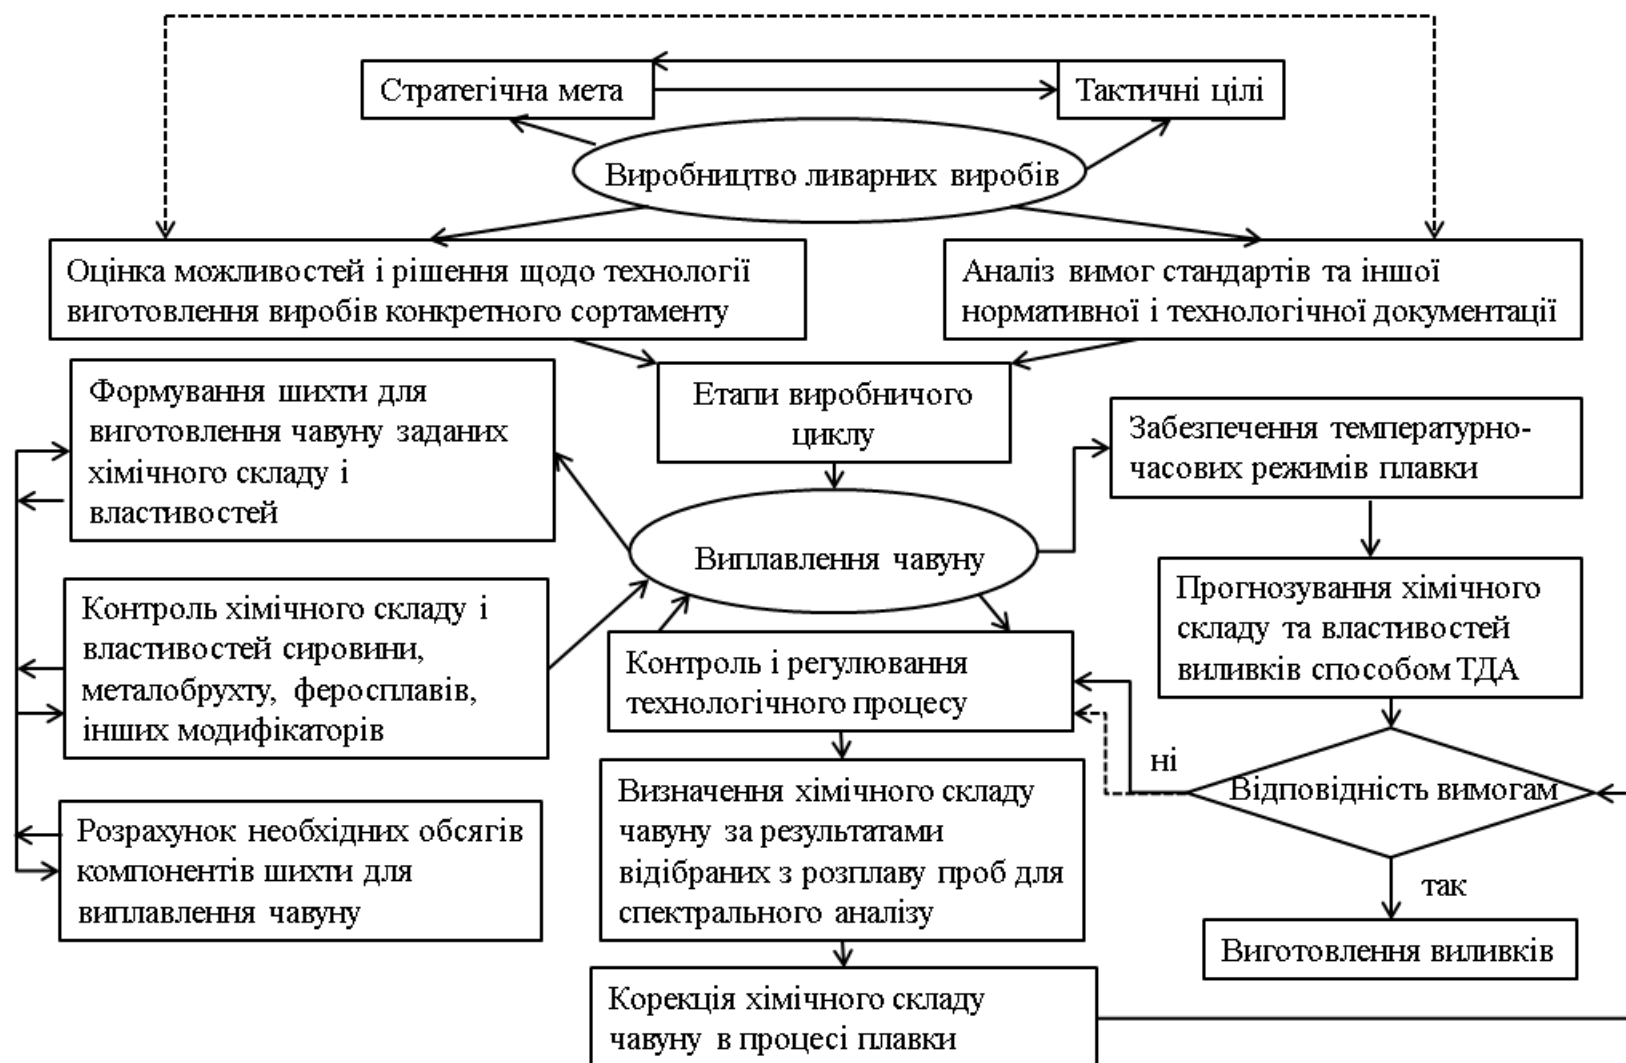 Стратегічна мета
Тактичні цілі
Виробництво ливарних виробів
Оцінка можливостей і рішення щодо технології
виготовлення виробів конкретного сортаменту
Аналіз вимог стандартів та іншої
нормативної і технологічної документації
Етапи виробничого
циклу
Формування шихти для
виготовлення чавуну заданих
хімічного складу і
властивостей
Забезпечення температурно-
часових режимів плавки
Виплавлення чавуну
Контроль хімічного складу і
властивостей сировини,
металобрухту, феросплавів,
інших модифікаторів
Прогнозування хімічного
складу та властивостей
виливків способом ТДА
Контроль і регулювання
технологічного процесу
ні
Відповідність вимогам
Розрахунок необхідних обсягів
компонентів шихти для
виплавлення чавуну
Визначення хімічного складу
чавуну за результатами
відібраних з розплаву проб для
спектрального аналізу
так
Виготовлення виливків
Корекція хімічного складу
чавуну в процесі плавки